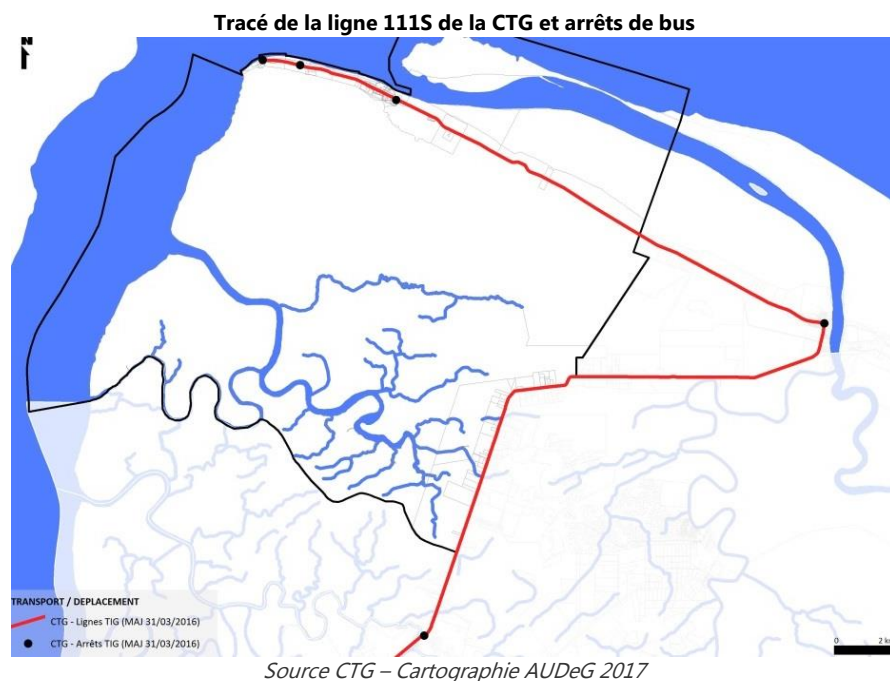 Tracé de la ligne 111S de la CTG et arrêts de bus
N
TRANSPORT / DEPLACEMENT
CTG - Lignes TIG (MAJ 31/03/2016)
CTG - Arrêts TIG (MAJ 31/03/2016)
0 2 k
Source CTG – Cartographie AUDeG 2017